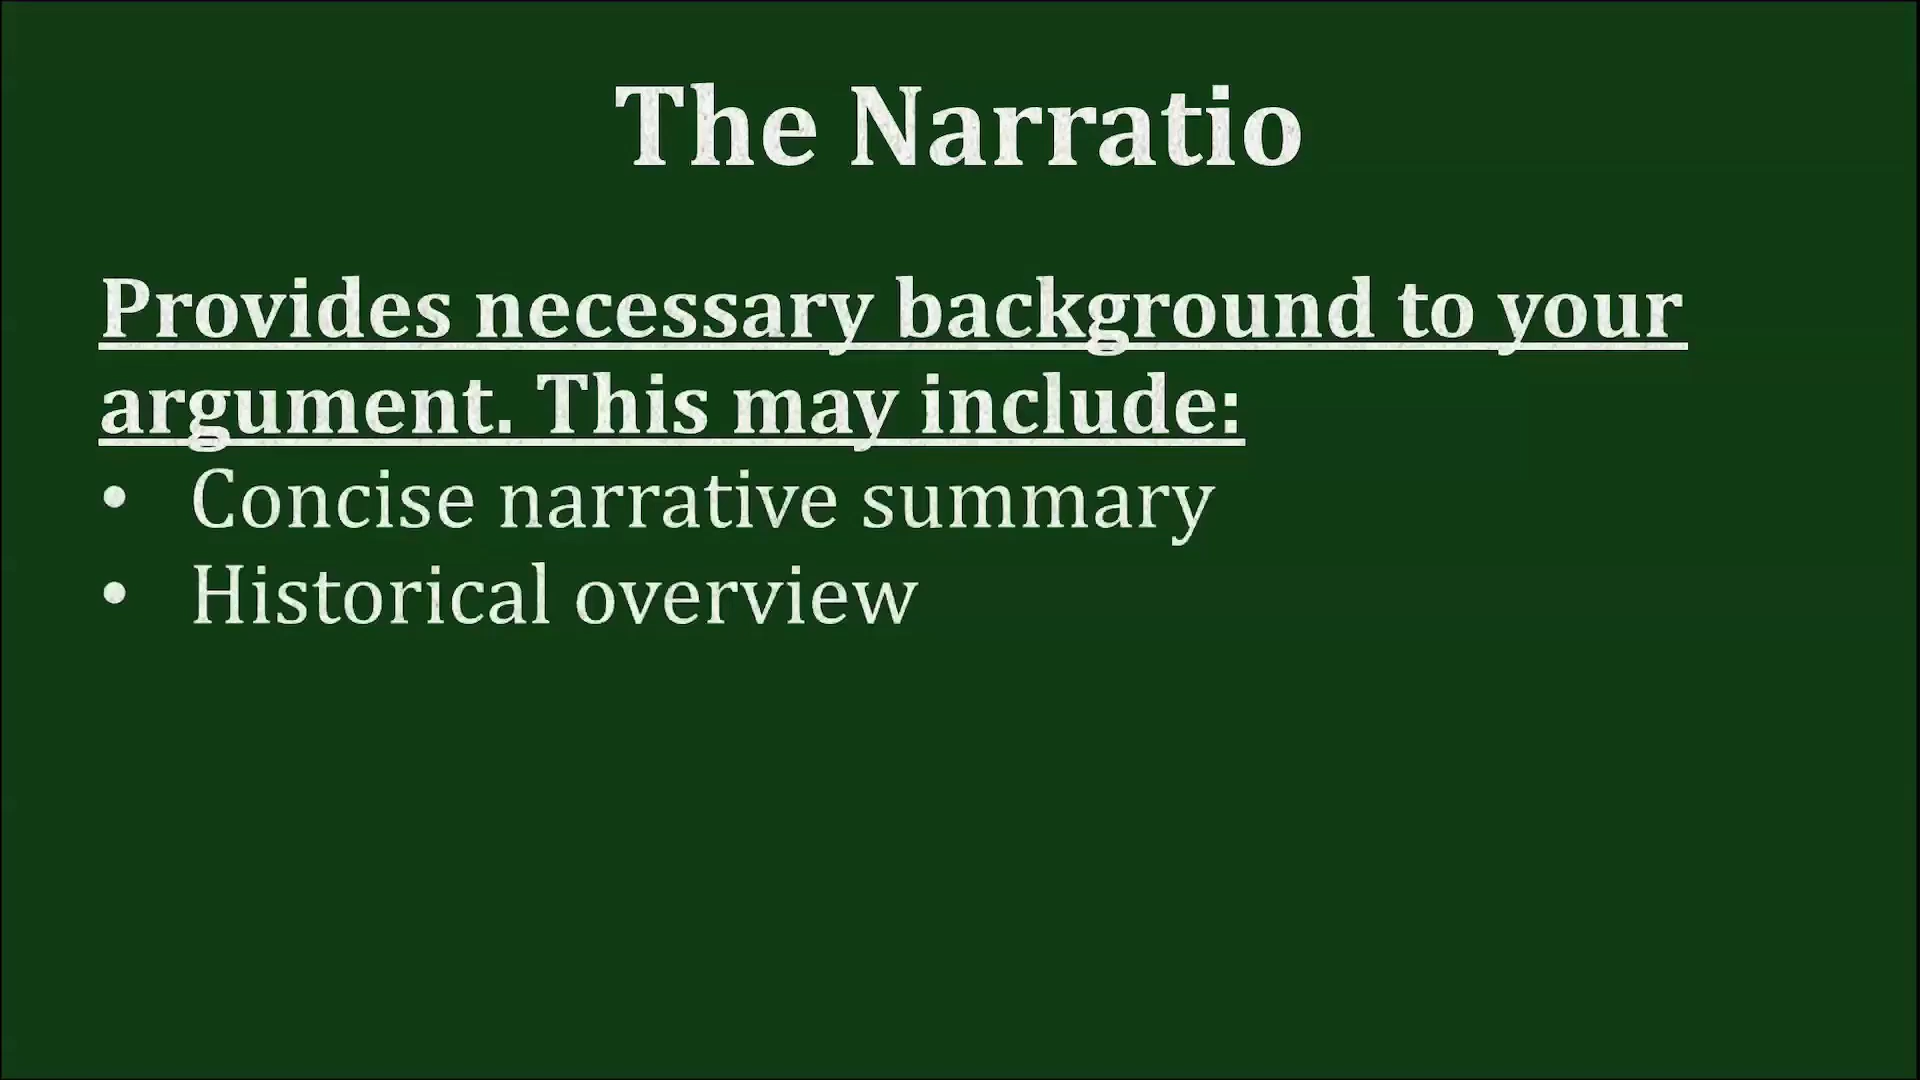 The Narratio
Provides necessary background to your
argument. This may include:
• Concise narrative summary
• Historical overview